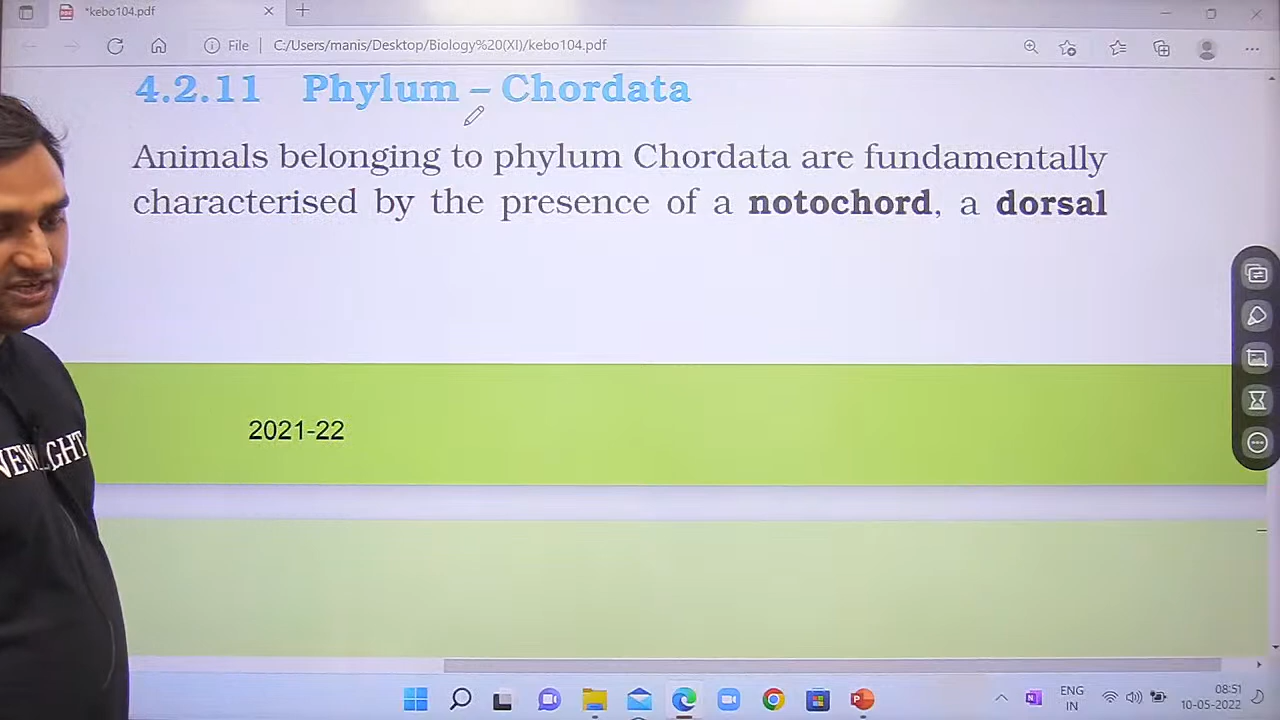 *kebo104.pdf
File
C:/Users/manis/Desktop/Biology%20(XI)/kebo104.pdf
4.2.11 Phylum – Chordata
Animals belonging to phylum Chordata are fundamentally
characterised by the presence of a notochord, a dorsal
2021-22
ENG
IN
08:51
10-05-2022